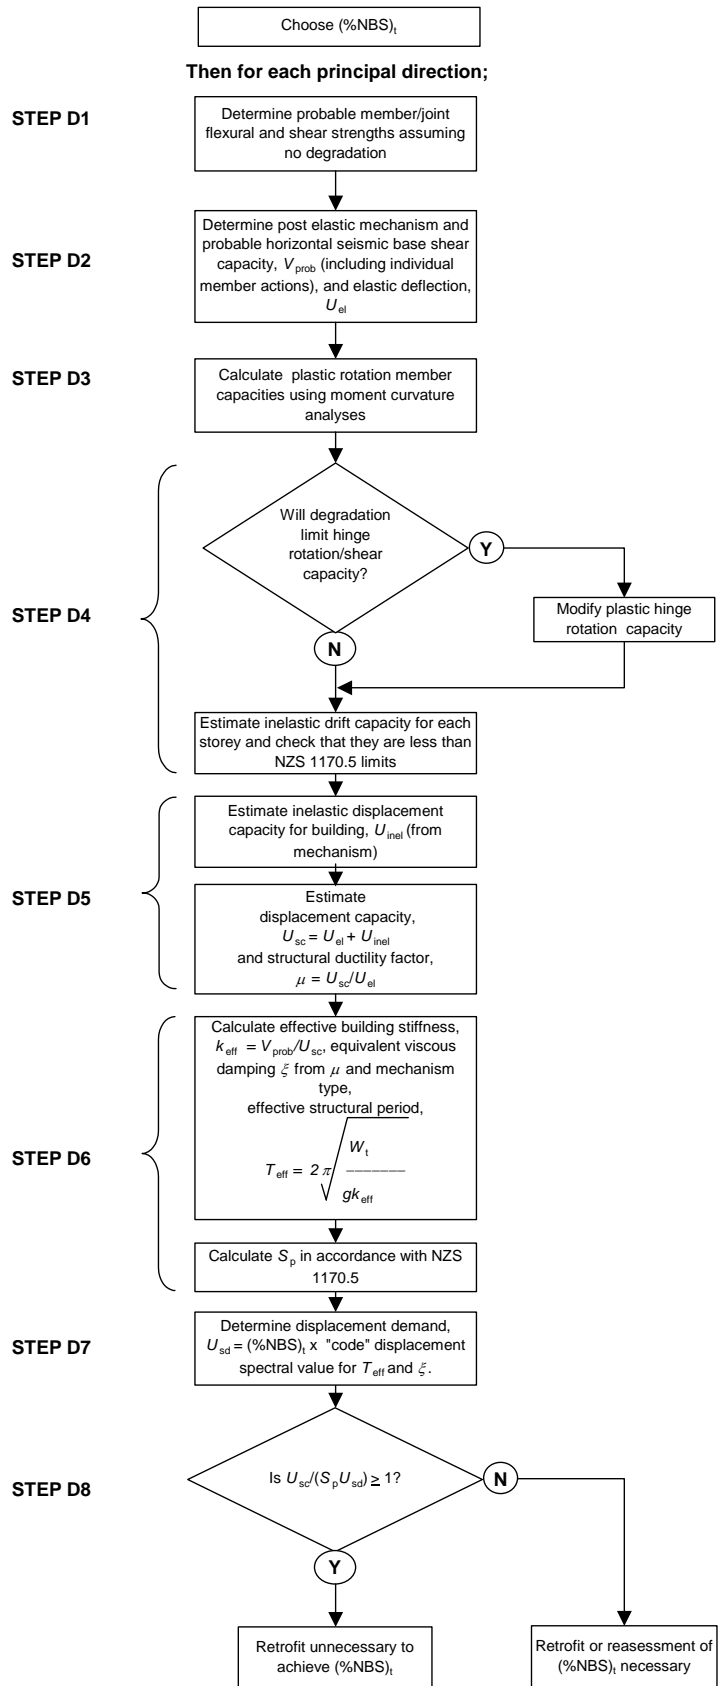 Choose (%NBS)t
Then for each principal direction;
STEP D1
Determine probable member/joint
flexural and shear strengths assuming
no degradation
STEP D2
Determine post elastic mechanism and
probable horizontal seismic base shear
capacity, Vprob (including individual
member actions), and elastic deflection,
Uel
STEP D3
Calculate plastic rotation member
capacities using moment curvature
analyses
STEP D4
Will degradation
limit hinge
rotation/shear
capacity?
Y
Modify plastic hinge
rotation capacity
N
Estimate inelastic drift capacity for each
storey and check that they are less than
NZS 1170.5 limits
STEP D5
Estimate inelastic displacement
capacity for building, Uinel (from
mechanism)
Estimate
displacement capacity,
Usc = Uel + Uinel
and structural ductility factor,
μ = Usc/Uel
STEP D6
Calculate effective building stiffness,
keff = Vprob/Usc, equivalent viscous
damping ξ from μ and mechanism
type,
effective structural period,
Teff = 2π√(Wt / gkeff)
Calculate Sp in accordance with NZS
1170.5
STEP D7
Determine displacement demand,
Usd = (%NBS)t x "code" displacement
spectral value for Teff and ξ.
STEP D8
Is Usc/(SpUsd) ≥ 1?
N
Y
Retrofit unnecessary to
achieve (%NBS)t
Retrofit or reassessment of
(%NBS)t necessary